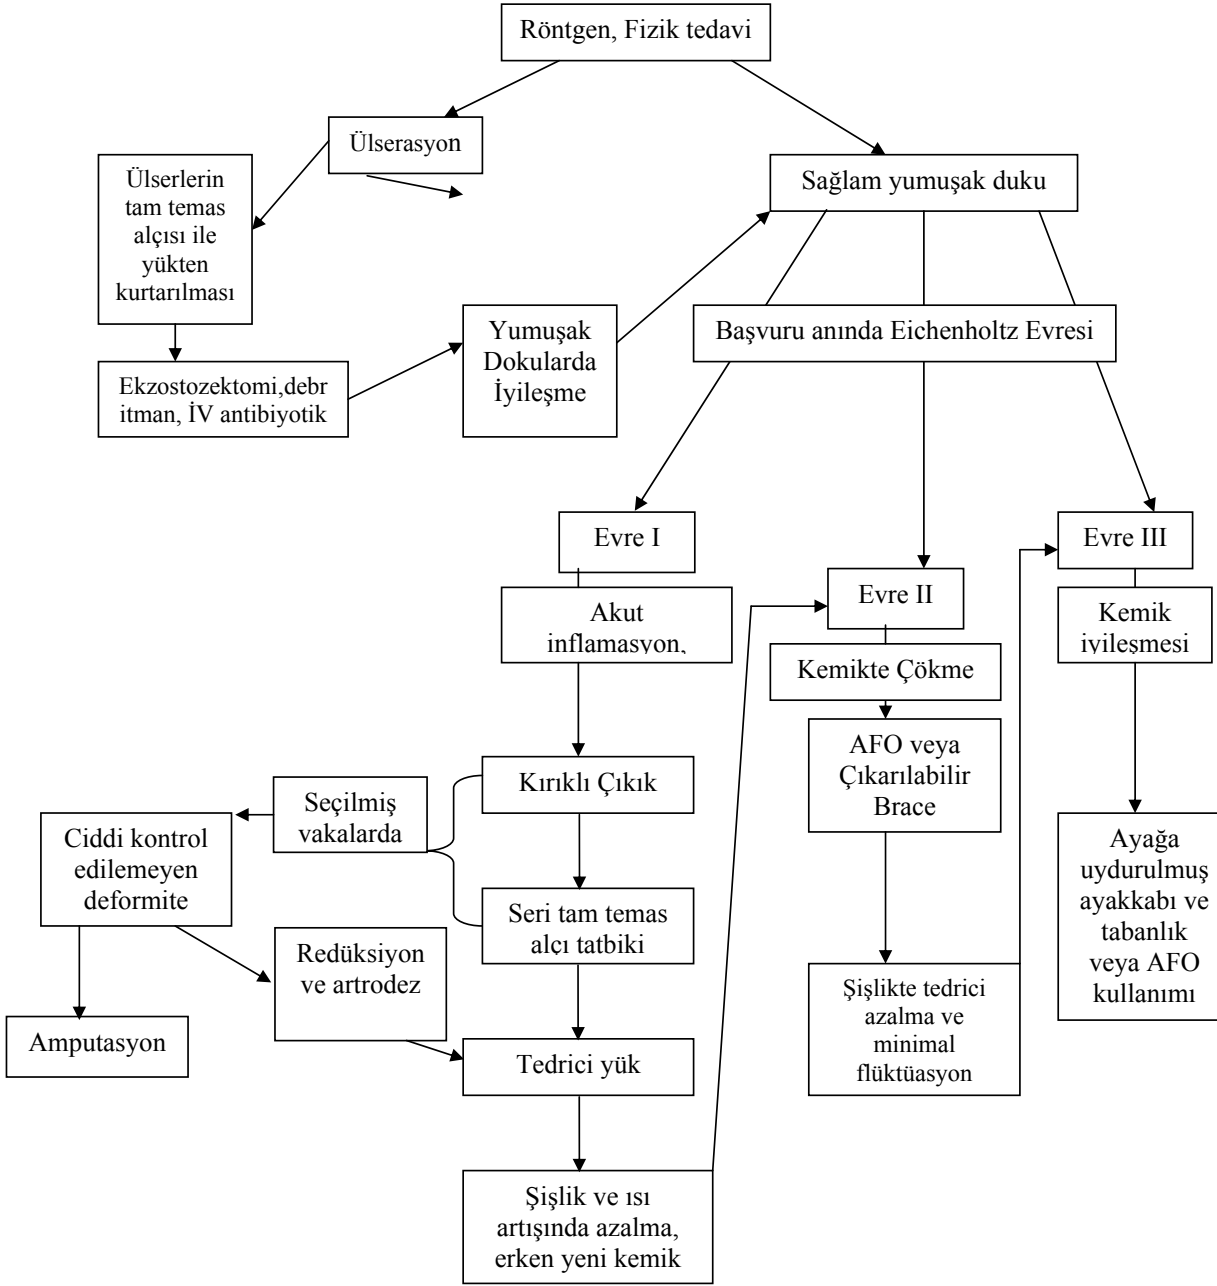 Röntgen, Fizik tedavi
Ülserasyon
Sağlam yumuşak duku
Ülserlerin
tam temas
alçısı ile
yükten
kurtarılması
Yumuşak
Dokularda
İyileşme
Başvuru anında Eichenholtz Evresi
Ekzostozektomi,debr
itman, İV antibiyotik
Evre I
Evre III
Evre II
Akut
inflamasyon,
Kemik
iyileşmesi
Kemikte Çökme
AFO veya
Çıkarılabilir
Brace
Kırıklı Çıkık
Seçilmiş
vakalarda
Ciddi kontrol
edilemeyen
deformite
Ayağa
uydurulmuş
ayakkabı ve
tabanlık
veya AFO
kullanımı
Seri tam temas
alçı tatbiki
Redüksiyon
ve artrodez
Şişlikte tedrici
azalma ve
minimal
flüktüasyon
Amputasyon
Tedrici yük
Şişlik ve ısı
artışında azalma,
erken yeni kemik